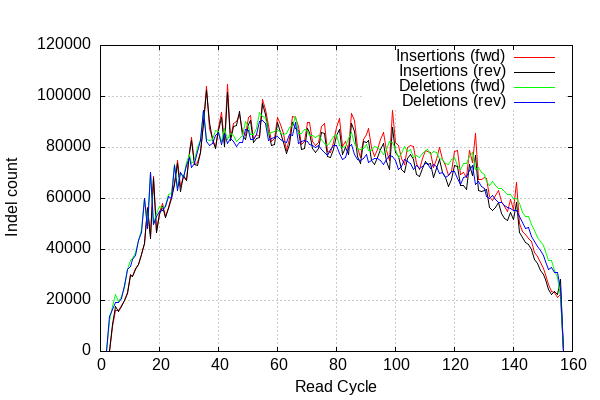 120000
Insertions (fwd)
Insertions (rev)
Deletions (fwd)
Deletions (rev)
100000
80000
60000
40000
20000
0
Indel count
0 20 40 60 80 100 120 140 160
Read Cycle